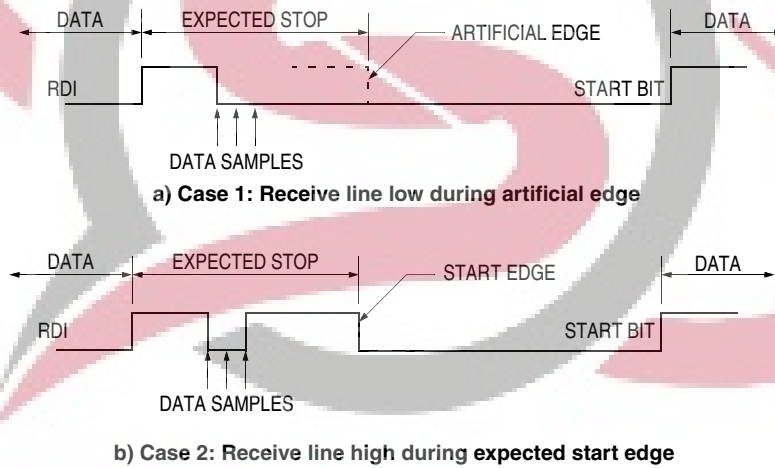 DATA EXPECTED STOP DATA
ARTIFICIAL EDGE
RDI START BIT
DATA SAMPLES
a) Case 1: Receive line low during artificial edge
DATA EXPECTED STOP DATA
START EDGE
RDI START BIT
DATA SAMPLES
b) Case 2: Receive line high during expected start edge